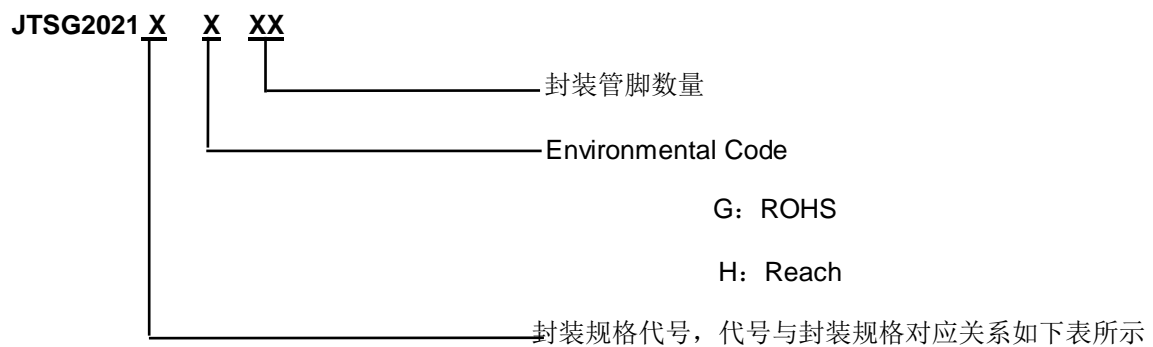 JTSG2021 X X XX
封装管脚数量
Environmental Code
G：ROHS
H：Reach
封装规格代号，代号与封装规格对应关系如下表所示